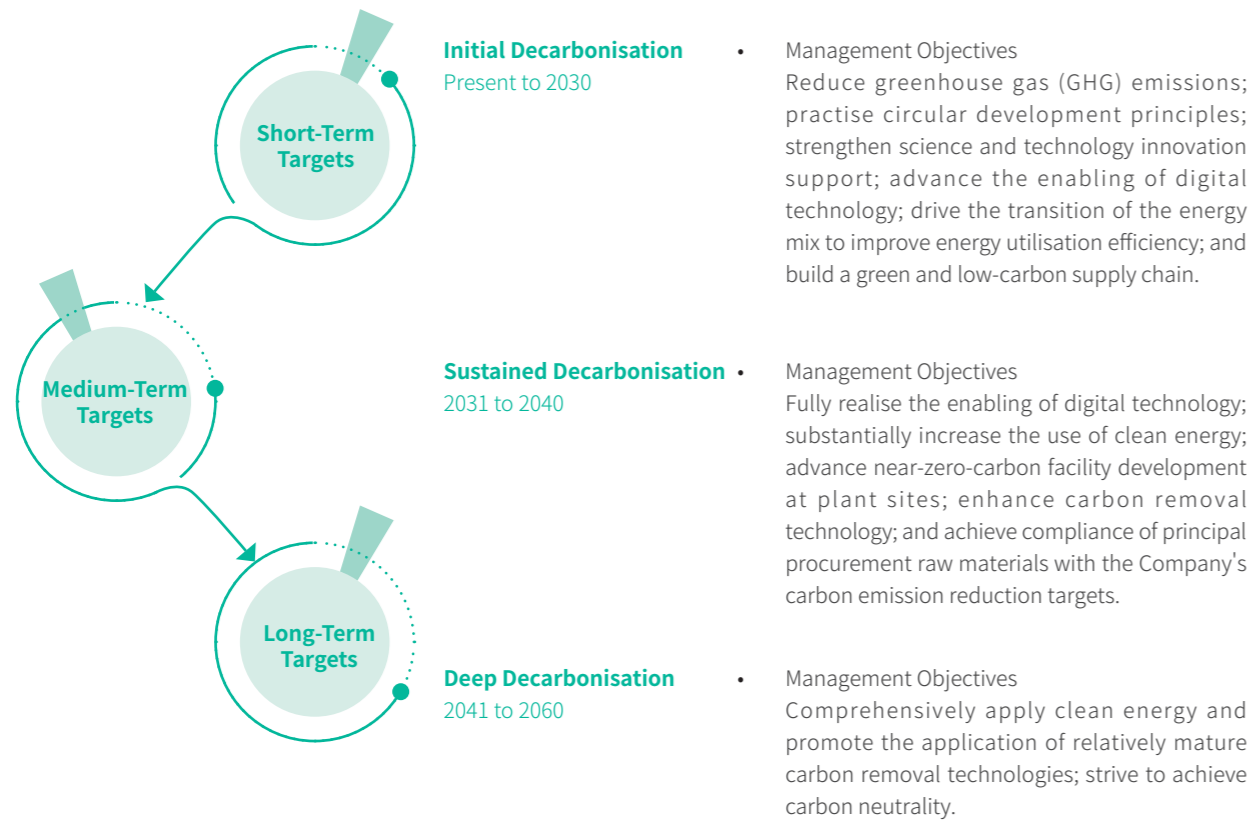 Short-Term
Targets
Initial Decarbonisation
Present to 2030
• Management Objectives
Reduce greenhouse gas (GHG) emissions;
practise circular development principles;
strengthen science and technology innovation
support; advance the enabling of digital
technology; drive the transition of the energy
mix to improve energy utilisation efficiency; and
build a green and low-carbon supply chain.
Medium-Term
Targets
Sustained Decarbonisation
2031 to 2040
• Management Objectives
Fully realise the enabling of digital technology;
substantially increase the use of clean energy;
advance near-zero-carbon facility development
at plant sites; enhance carbon removal
technology; and achieve compliance of principal
procurement raw materials with the Company's
carbon emission reduction targets.
Long-Term
Targets
Deep Decarbonisation
2041 to 2060
• Management Objectives
Comprehensively apply clean energy and
promote the application of relatively mature
carbon removal technologies; strive to achieve
carbon neutrality.